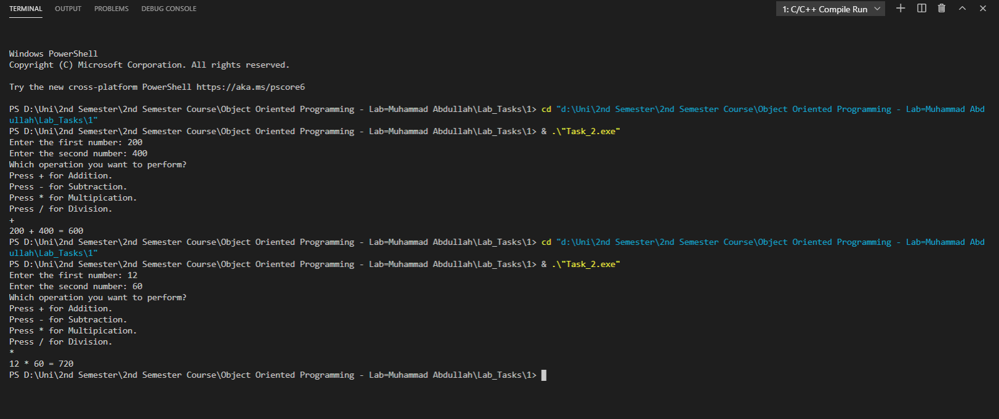 TERMINAL OUTPUT PROBLEMS DEBUG CONSOLE 1: C/C++ Compile Run
Windows PowerShell
Copyright (C) Microsoft Corporation. All rights reserved.
Try the new cross-platform PowerShell https://aka.ms/pscore6
PS D:\Uni\2nd Semester\2nd Semester Course\Object Oriented Programming - Lab=Muhammad Abdullah\Lab_Tasks\1> cd "d:\Uni\2nd Semester\2nd Semester Course\Object Oriented Programming - Lab=Muhammad Abd
ullah\Lab_Tasks\1"
PS D:\Uni\2nd Semester\2nd Semester Course\Object Oriented Programming - Lab=Muhammad Abdullah\Lab_Tasks\1> & .\"Task_2.exe"
Enter the first number: 200
Enter the second number: 400
Which operation you want to perform?
Press + for Addition.
Press - for Subtraction.
Press * for Multipication.
Press / for Division.
+
200 + 400 = 600
PS D:\Uni\2nd Semester\2nd Semester Course\Object Oriented Programming - Lab=Muhammad Abdullah\Lab_Tasks\1> cd "d:\Uni\2nd Semester\2nd Semester Course\Object Oriented Programming - Lab=Muhammad Abd
ullah\Lab_Tasks\1"
PS D:\Uni\2nd Semester\2nd Semester Course\Object Oriented Programming - Lab=Muhammad Abdullah\Lab_Tasks\1> & .\"Task_2.exe"
Enter the first number: 12
Enter the second number: 60
Which operation you want to perform?
Press + for Addition.
Press - for Subtraction.
Press * for Multipication.
Press / for Division.
*
12 * 60 = 720
PS D:\Uni\2nd Semester\2nd Semester Course\Object Oriented Programming - Lab=Muhammad Abdullah\Lab_Tasks\1>